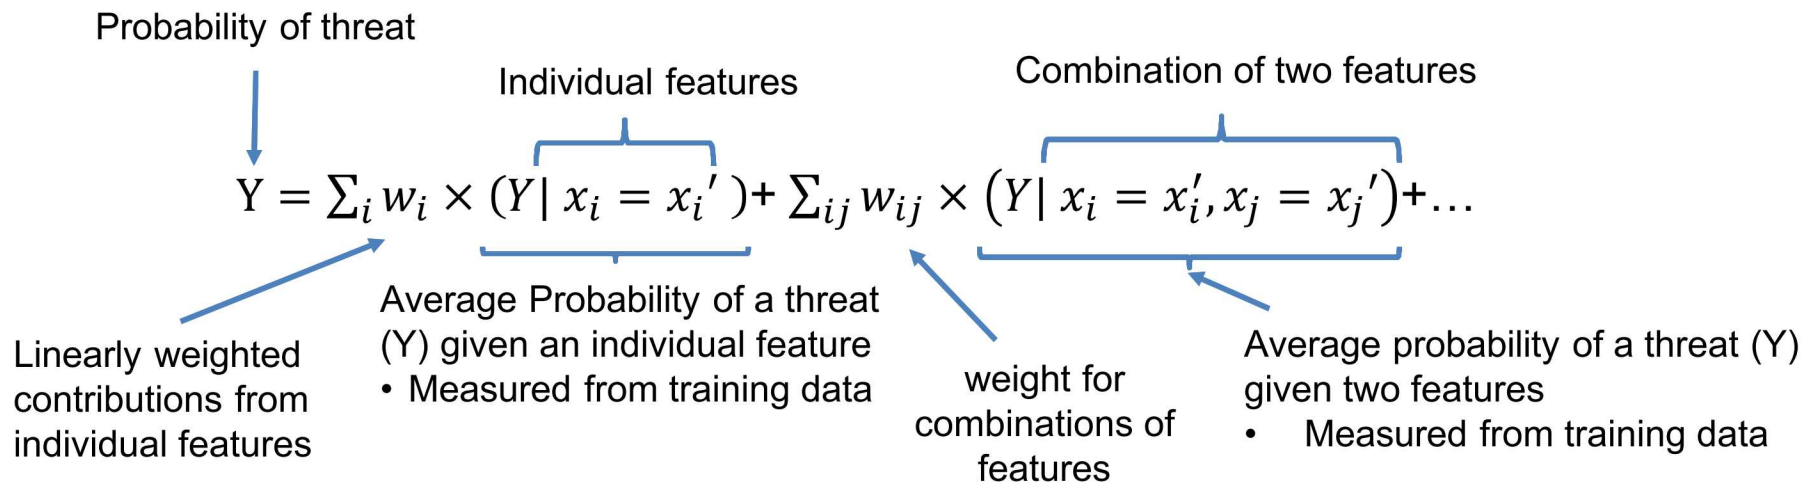 Probability of threat
Individual features
Combination of two features
Y = ∑ᵢ wᵢ × (Y| xᵢ = xᵢ′ )+ ∑ᵢⱼ wᵢⱼ × (Y| xᵢ = xᵢ′, xⱼ = xⱼ′)+…
Linearly weighted
contributions from
individual features
Average Probability of a threat
(Y) given an individual feature
• Measured from training data
weight for
combinations of
features
Average probability of a threat (Y)
given two features
• Measured from training data